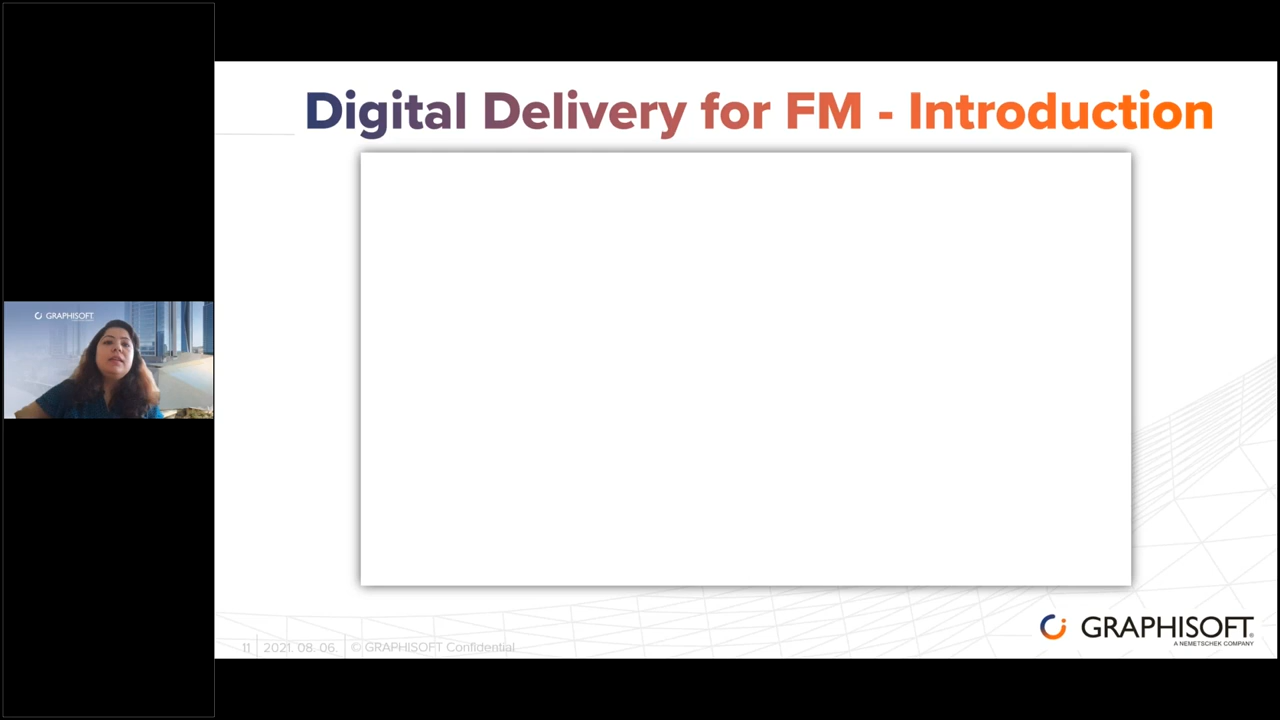 Digital Delivery for FM - Introduction
GRAPHISOFT
11 2021. 08. 06. © GRAPHISOFT Confidential
GRAPHISOFT®
A NEMETSCHEK COMPANY